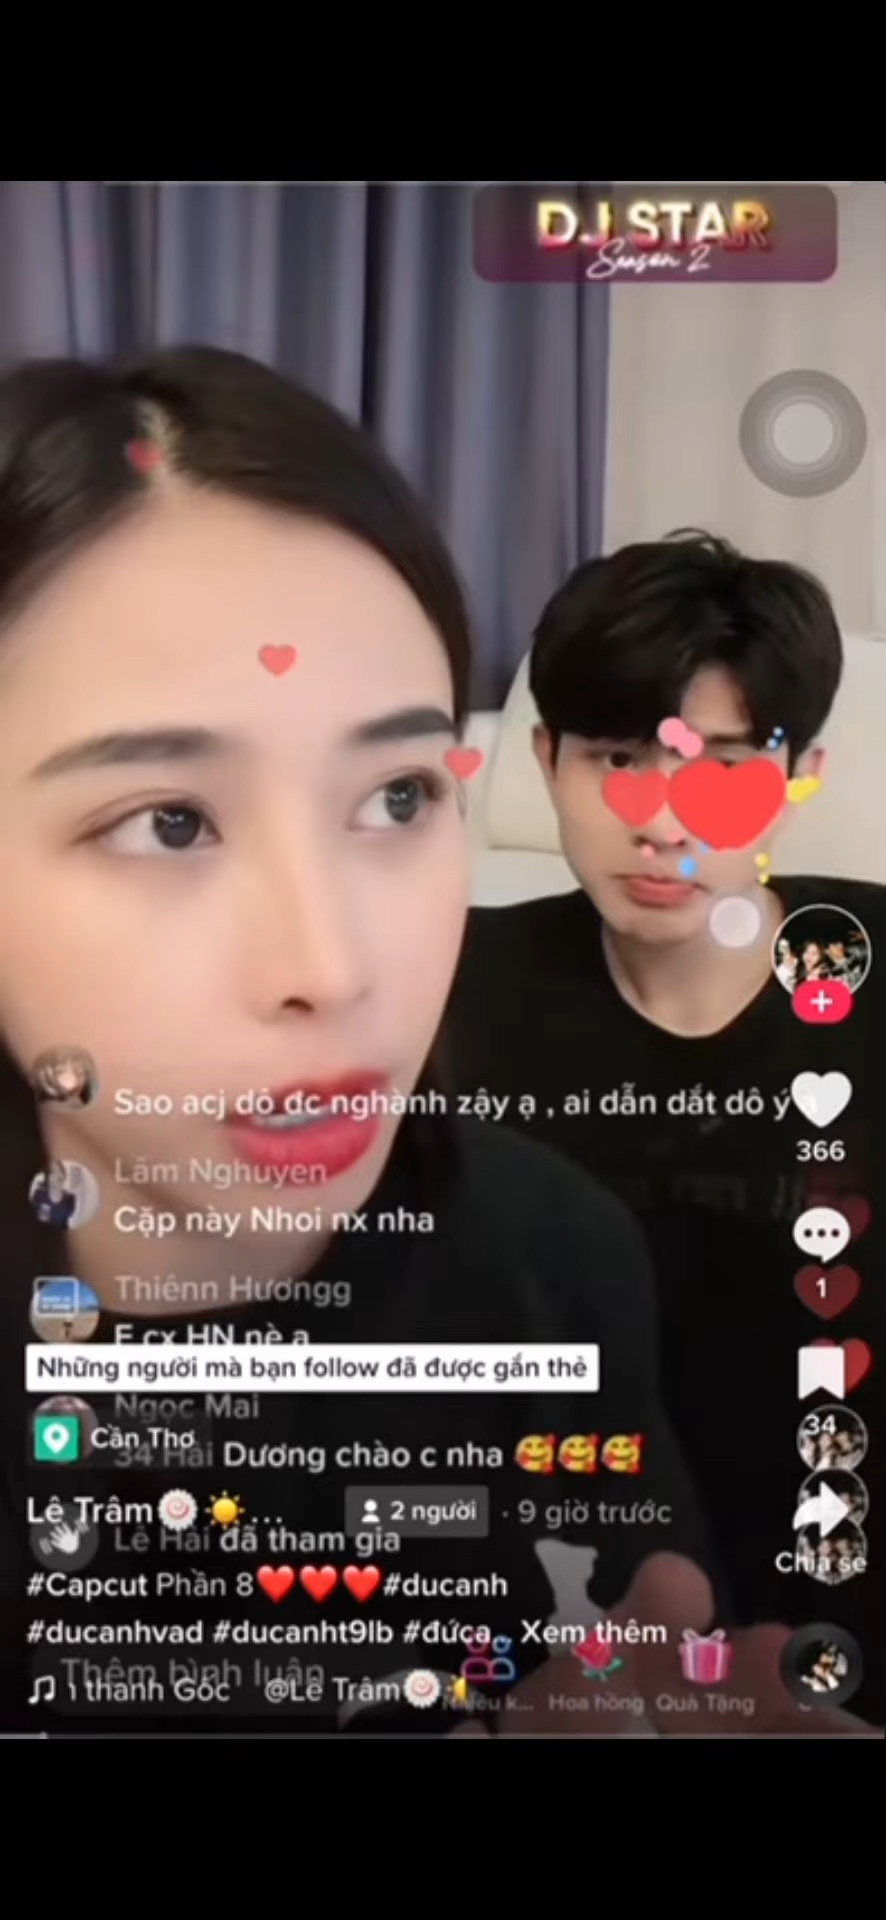 DJ STAR
Season 2
Sao acj dô đc nghành zậy ạ , ai dẫn dắt dô ý
366
Lâm Nghuyen
Cặp này Nhoi nx nha
1
Thiênn Hươngg
E cx HN nè ạ
Những người mà bạn follow đã được gắn thẻ
Ngọc Mai
Cần Thơ
34 Hải Dương chào c nha 🥰🥰🥰
34
Lê Trâm🍥☀️...
2 người · 9 giờ trước
Lê Hải đã tham gia
Chia sẻ
#Capcut Phần 8❤️❤️❤️#ducanh
#ducanhvad #ducanht9lb #đứca... Xem thêm
Thêm bình luận
thanh Gốc @Lê Trâm🍥
Hoa hồng Quà Tặng